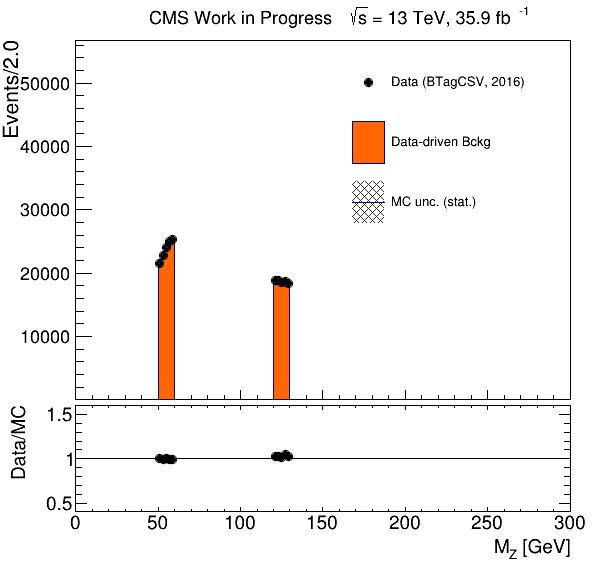 CMS Work in Progress √s = 13 TeV, 35.9 fb⁻¹
Events/2.0
50000
40000
30000
20000
10000
Data (BTagCSV, 2016)
Data-driven Bckg
MC unc. (stat.)
Data/MC
1.5
1
0.5
0 50 100 150 200 250 300
M_Z [GeV]